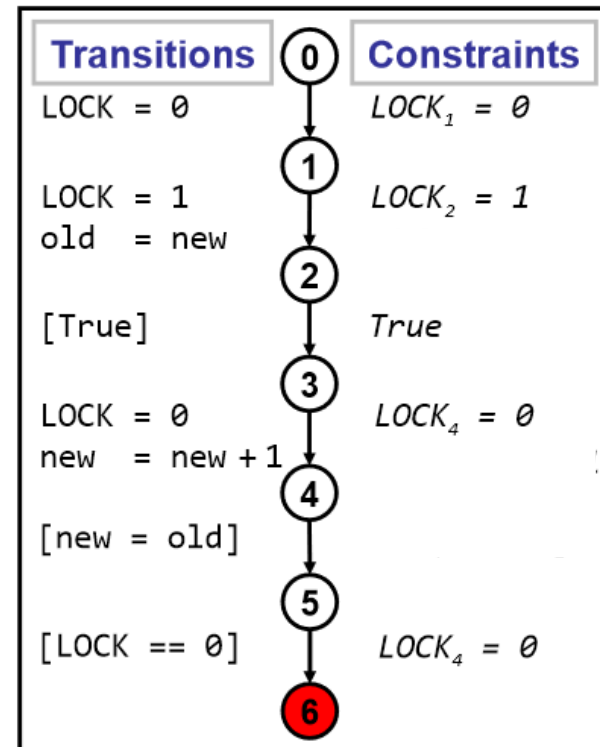 Transitions 0 Constraints
LOCK = 0 LOCK₁ = 0
1
LOCK = 1 LOCK₂ = 1
old = new
2
[True] True
3
LOCK = 0 LOCK₄ = 0
new = new + 1
4
[new = old]
5
[LOCK == 0] LOCK₄ = 0
6